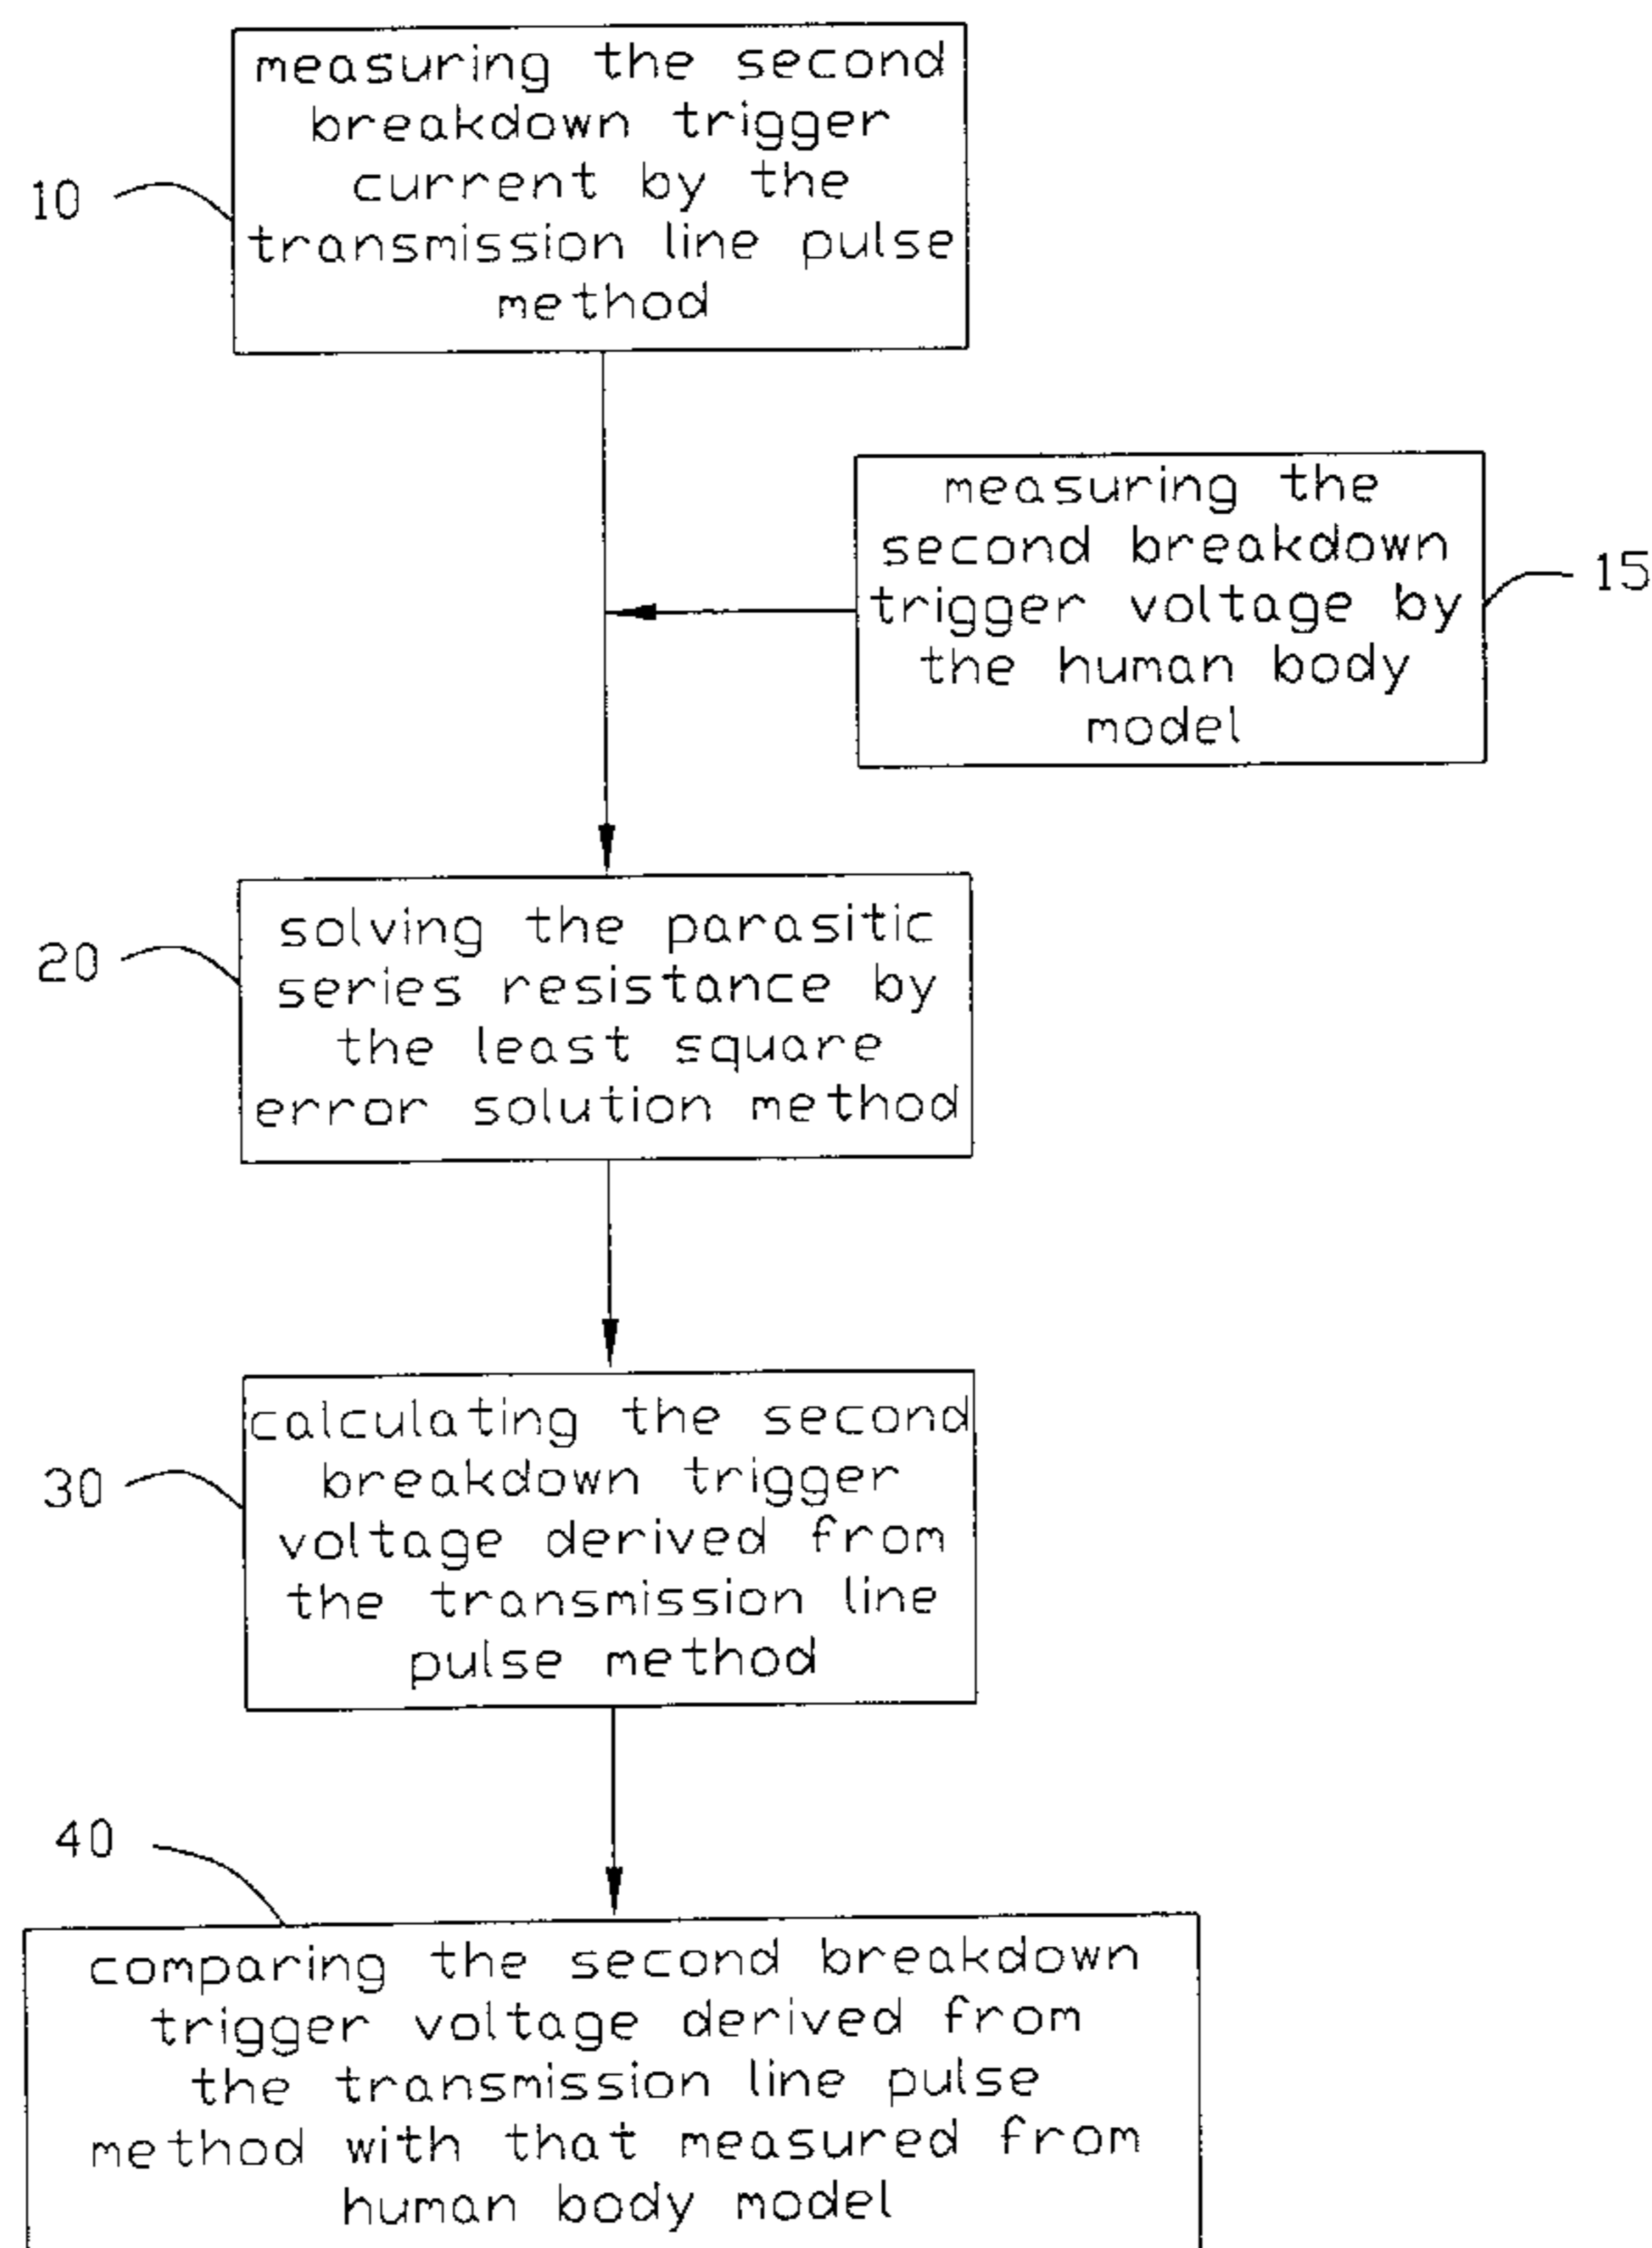 measuring the second
breakdown trigger
current by the
transmission line pulse
method
10
measuring the
second breakdown
trigger voltage by
the human body
model
15
solving the parasitic
series resistance by
the least square
error solution method
20
calculating the second
breakdown trigger
voltage derived from
the transmission line
pulse method
30
40
comparing the second breakdown
trigger voltage derived from
the transmission line pulse
method with that measured from
human body model